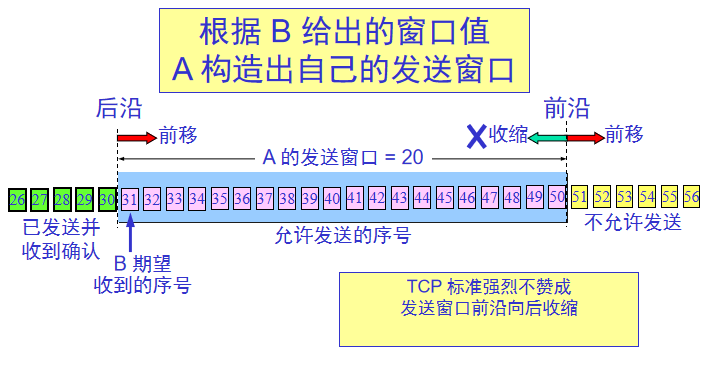 根据 B 给出的窗口值
A 构造出自己的发送窗口
后沿
前沿
前移
收缩
前移
A 的发送窗口 = 20
26 27 28 29 30 31 32 33 34 35 36 37 38 39 40 41 42 43 44 45 46 47 48 49 50 51 52 53 54 55 56
已发送并
收到确认
允许发送的序号
不允许发送
B 期望
收到的序号
TCP 标准强烈不赞成
发送窗口前沿向后收缩